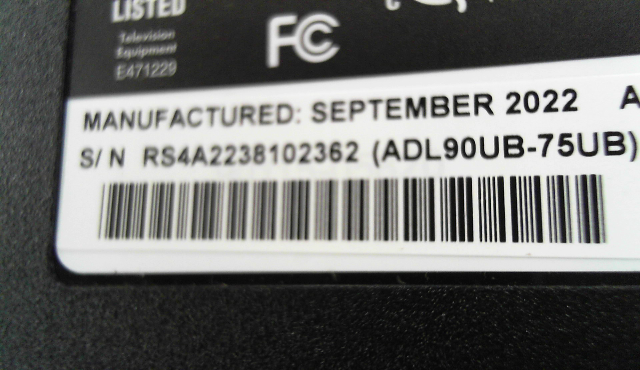 LISTED
Television
Equipment
E471229
FC
MANUFACTURED: SEPTEMBER 2022 A
S/N RS4A2238102362 (ADL90UB-75UB)